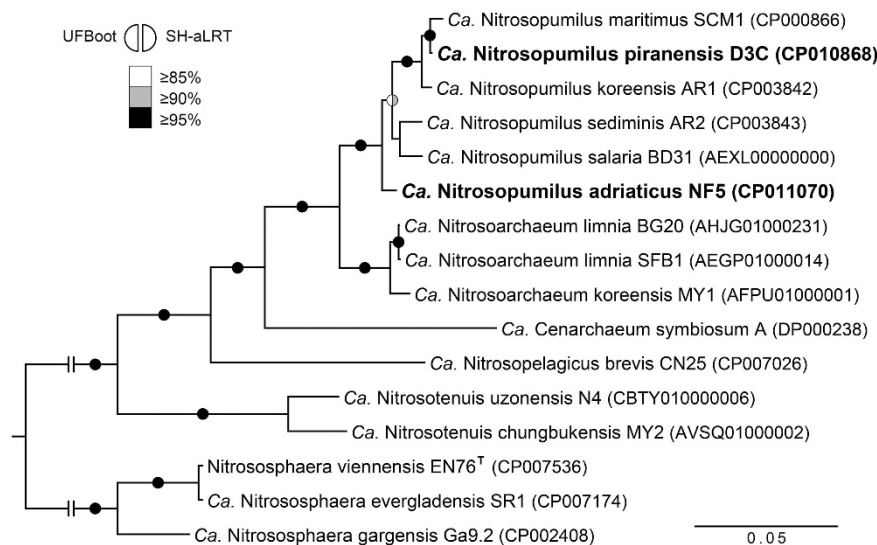 UFBoot SH-aLRT
≥85%
≥90%
≥95%
Ca. Nitrosopumilus maritimus SCM1 (CP000866)
Ca. Nitrosopumilus piranensis D3C (CP010868)
Ca. Nitrosopumilus koreensis AR1 (CP003842)
Ca. Nitrosopumilus sediminis AR2 (CP003843)
Ca. Nitrosopumilus salaria BD31 (AEXL00000000)
Ca. Nitrosopumilus adriaticus NF5 (CP011070)
Ca. Nitrosoarchaeum limnia BG20 (AHJG01000231)
Ca. Nitrosoarchaeum limnia SFB1 (AEGP01000014)
Ca. Nitrosoarchaeum koreensis MY1 (AFPU01000001)
Ca. Cenarchaeum symbiosum A (DP000238)
Ca. Nitrosopelagicus brevis CN25 (CP007026)
Ca. Nitrosotenuis uzonensis N4 (CBTY010000006)
Ca. Nitrosotenuis chungbukensis MY2 (AVSQ01000002)
Nitrososphaera viennensis EN76ᵀ (CP007536)
Ca. Nitrososphaera evergladensis SR1 (CP007174)
Ca. Nitrososphaera gargensis Ga9.2 (CP002408)
0.05